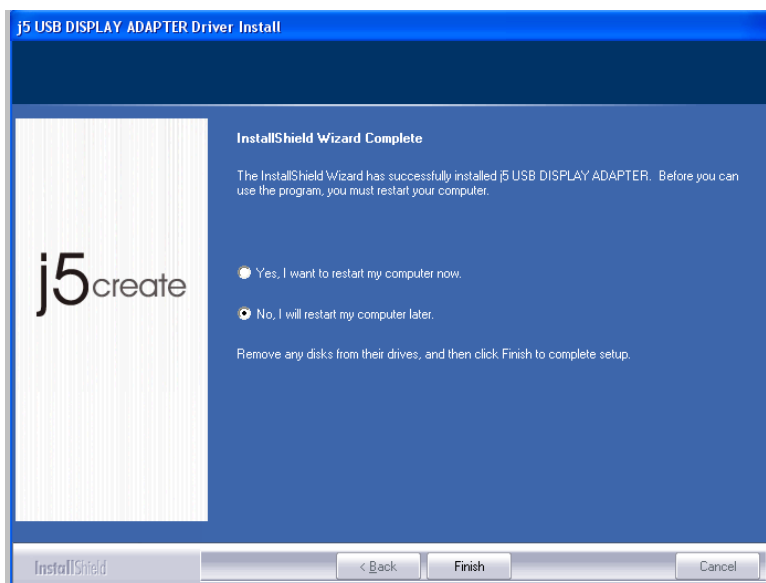 j5 USB DISPLAY ADAPTER Driver Install
InstallShield Wizard Complete
The InstallShield Wizard has successfully installed j5 USB DISPLAY ADAPTER. Before you can
use the program, you must restart your computer.
j5create
Yes, I want to restart my computer now.
No, I will restart my computer later.
Remove any disks from their drives, and then click Finish to complete setup.
InstallShield
< Back
Finish
Cancel